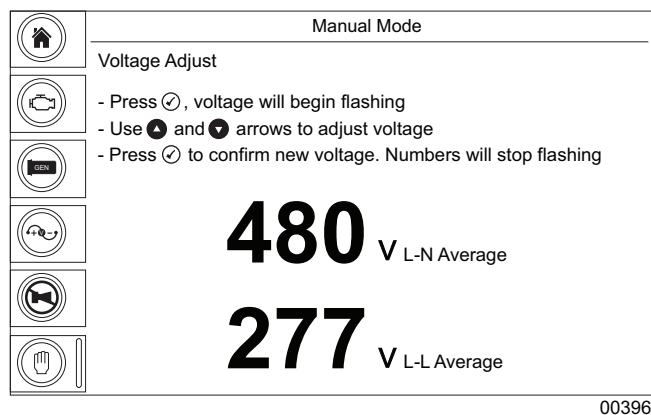 Manual Mode
Voltage Adjust
- Press ✓, voltage will begin flashing
- Use ▲ and ▼ arrows to adjust voltage
- Press ✓ to confirm new voltage. Numbers will stop flashing
GEN
480 V L-N Average
277 V L-L Average
00396